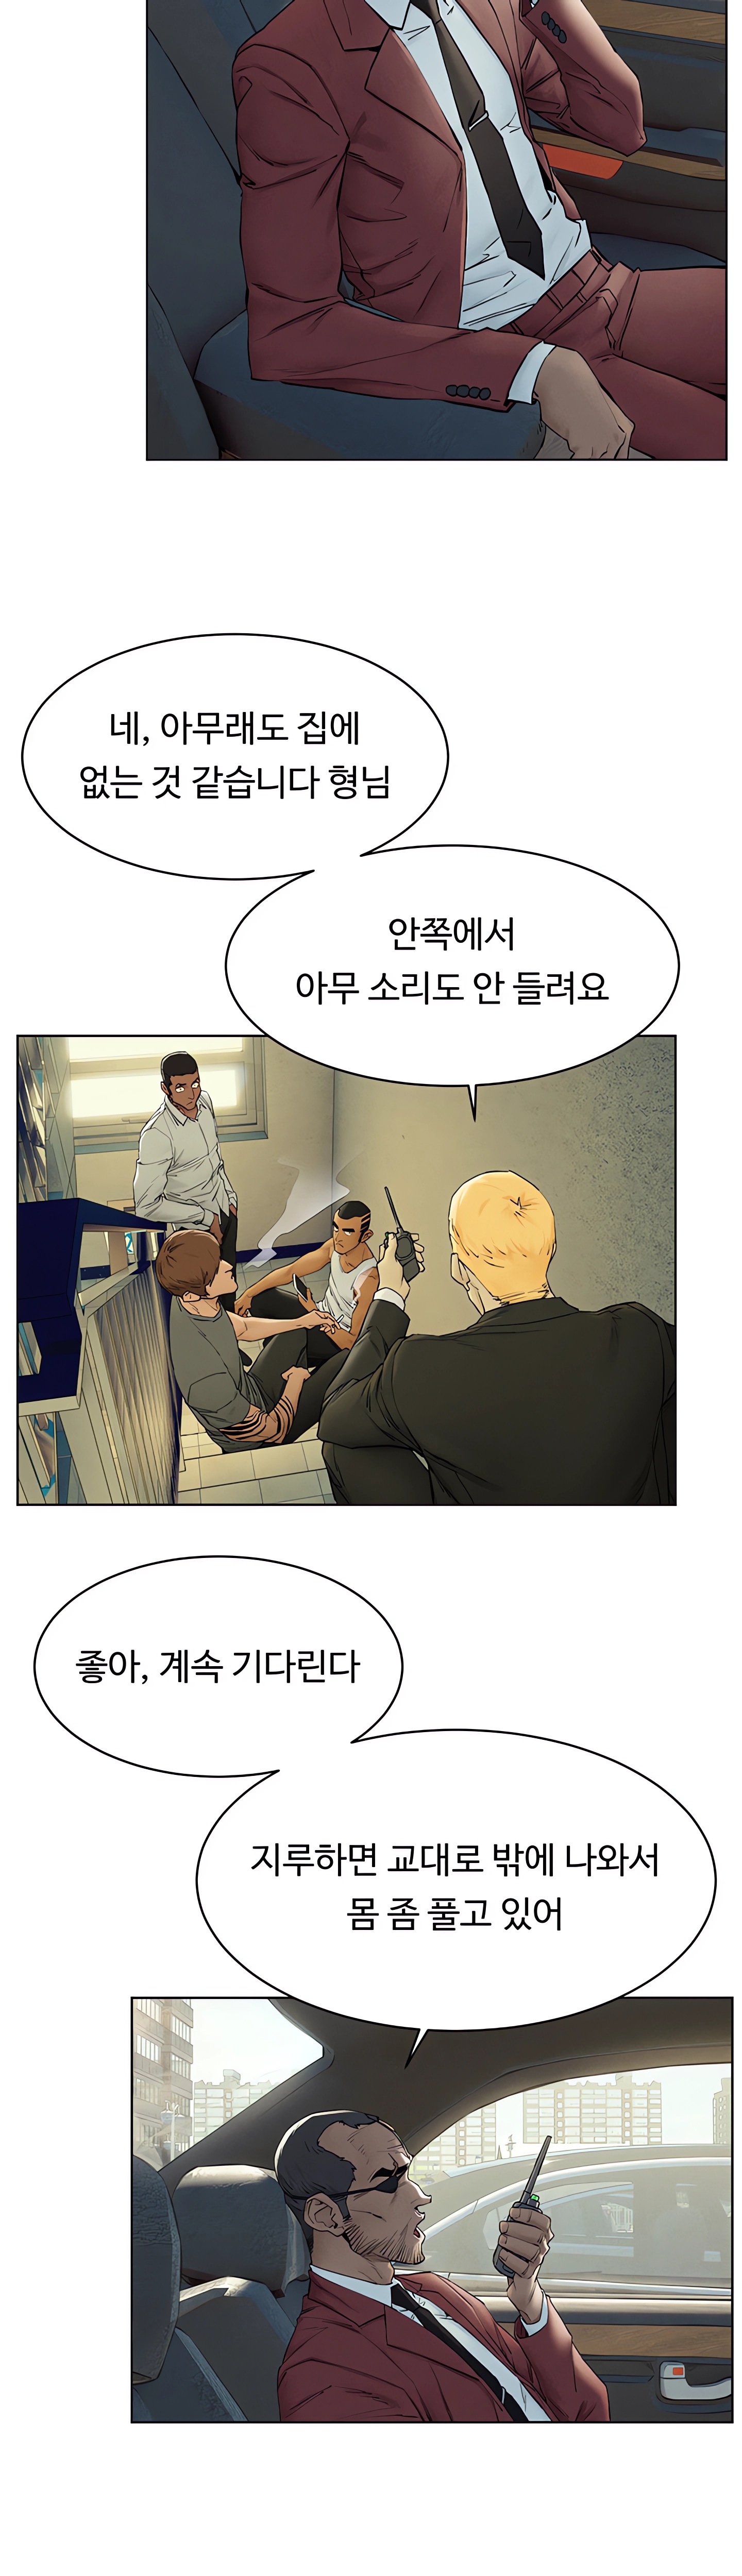 네, 아무래도 집에
없는 것 같습니다 형님
안쪽에서
아무 소리도 안 들려요
좋아, 계속 기다린다
지루하면 교대로 밖에 나와서
몸 좀 풀고 있어